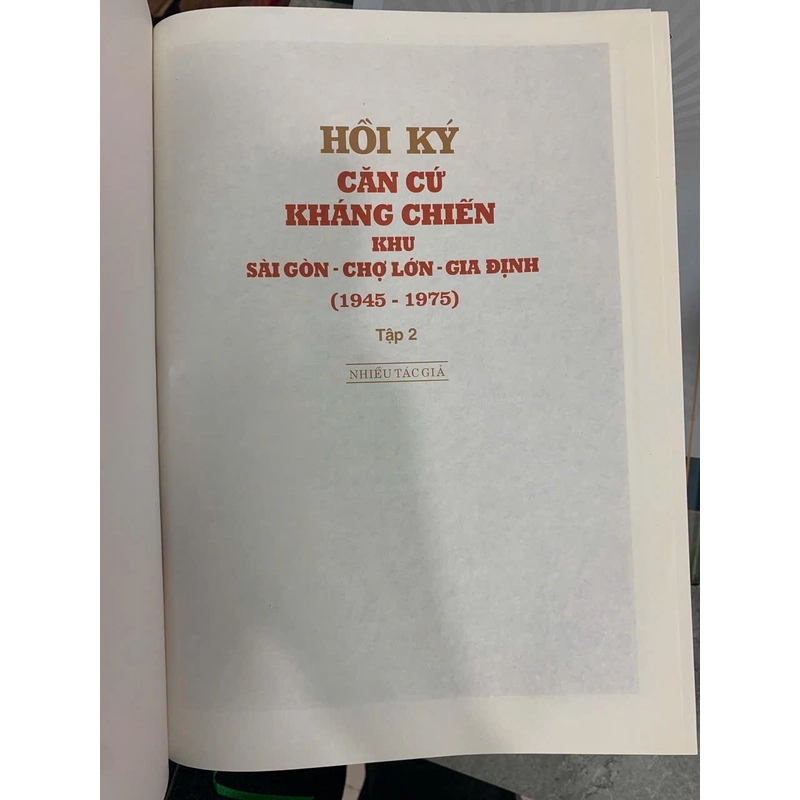 HỒI KÝ
CĂN CỨ
KHÁNG CHIẾN
KHU
SÀI GÒN - CHỢ LỚN - GIA ĐỊNH
(1945 - 1975)
Tập 2
NHIỀU TÁC GIẢ